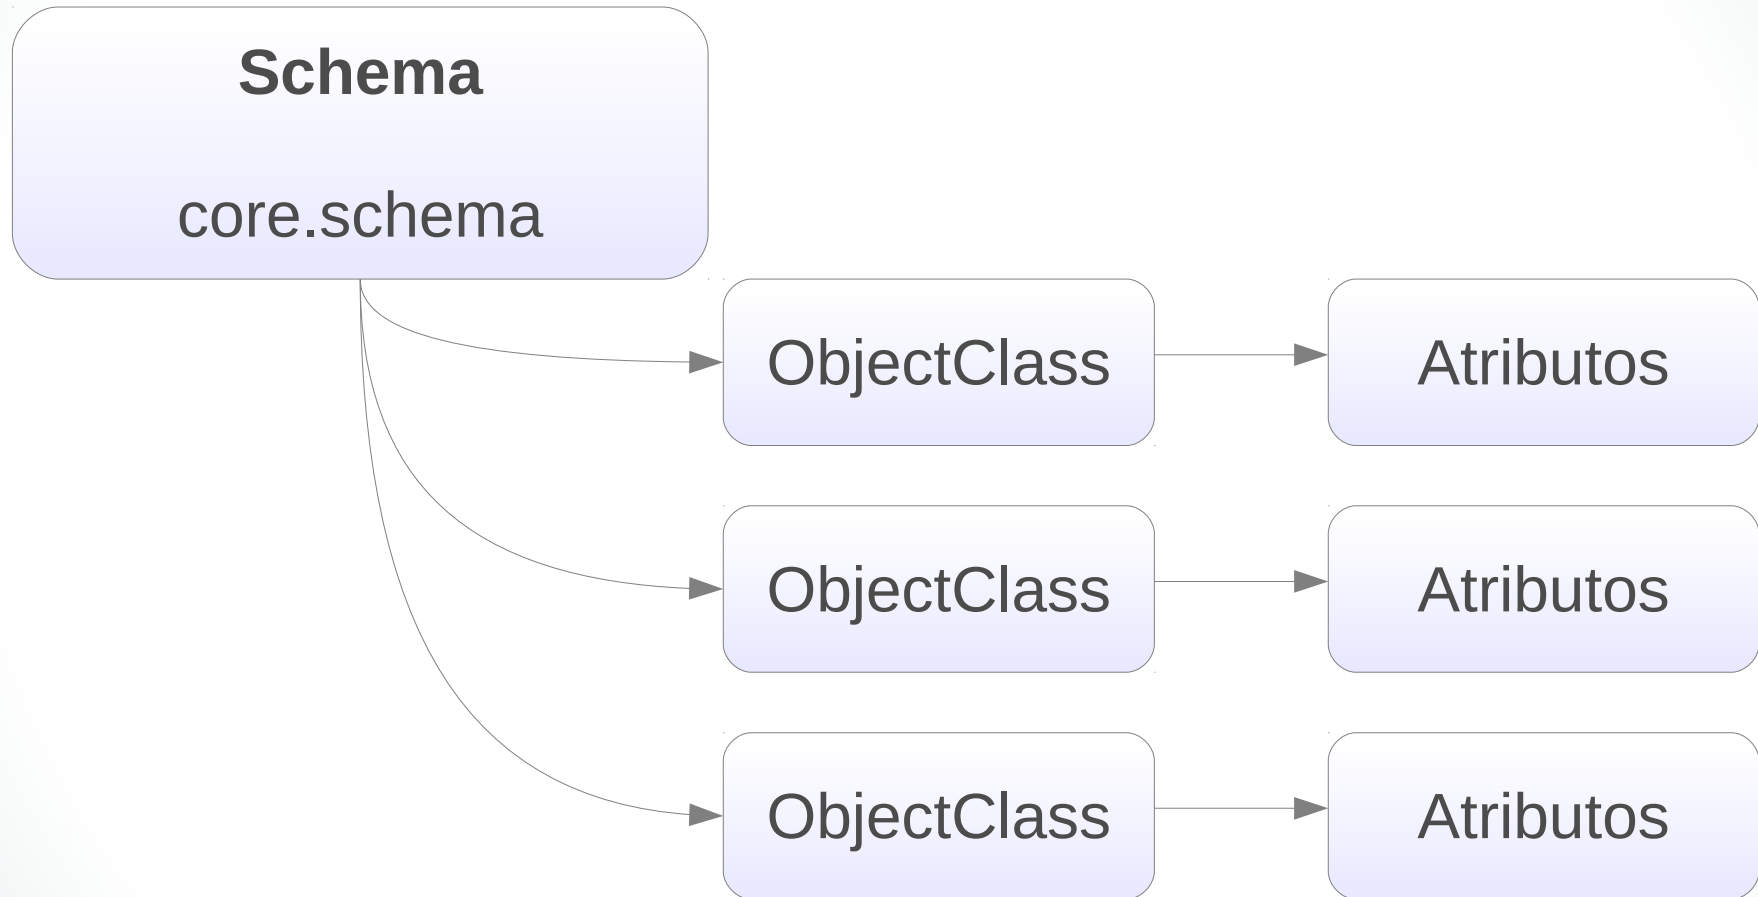 Schema
core.schema
ObjectClass
Atributos
ObjectClass
Atributos
ObjectClass
Atributos